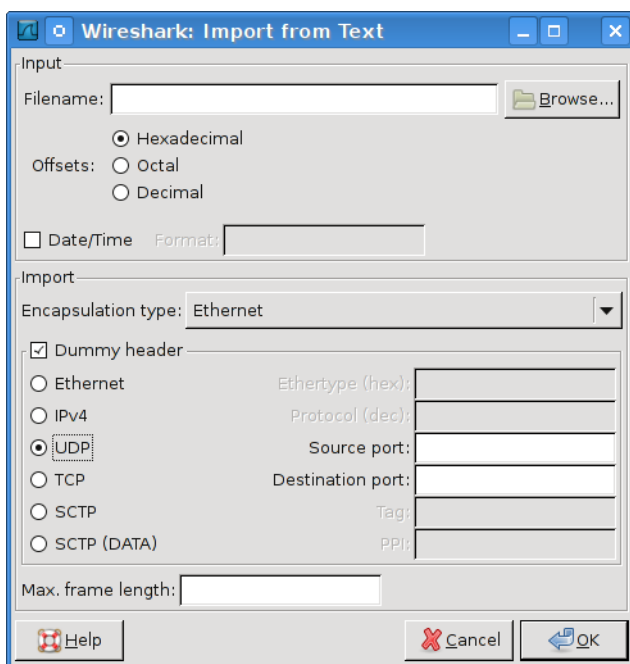 Wireshark: Import from Text
Input
Filename:
Browse...
Hexadecimal
Offsets:
Octal
Decimal
Date/Time
Format:
Import
Encapsulation type:
Ethernet
Dummy header
Ethernet
Ethertype (hex):
IPv4
Protocol (dec):
UDP
Source port:
TCP
Destination port:
SCTP
Tag:
SCTP (DATA)
PPI:
Max. frame length:
Help
Cancel
OK